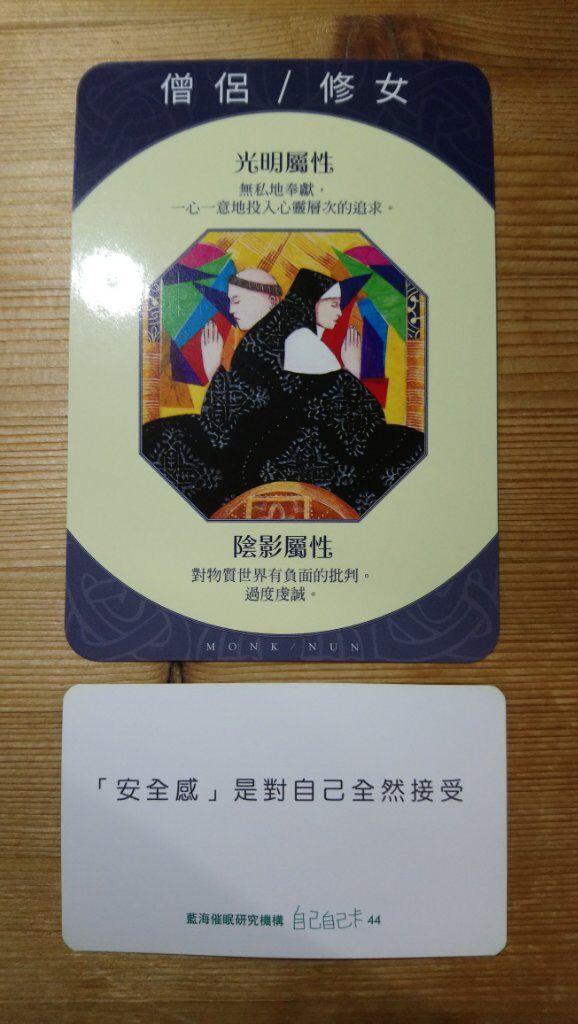 僧侶/修女
光明屬性
無私地奉獻，
一心一意地投入心靈層次的追求。
陰影屬性
對物質世界有負面的批判。
過度虔誠。
MONK/NUN
「安全感」是對自己全然接受
藍海催眠研究機構 自己自己卡 44